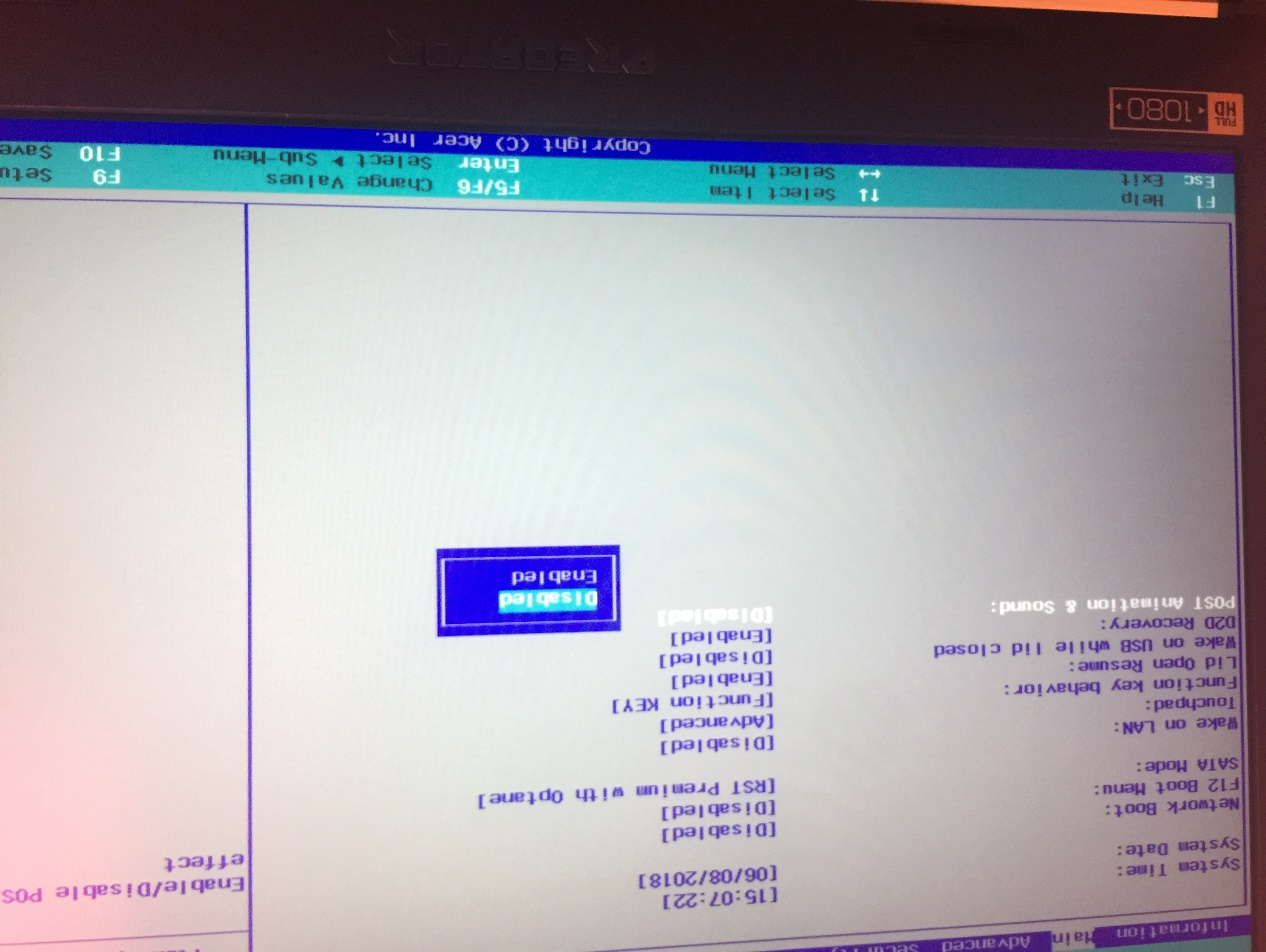 Information Main Advanced Security
System Time: [15:07:22]
System Date: [06/08/2018]
Enable/Disable POS
effect
Network Boot: [Disabled]
F12 Boot Menu: [Disabled]
SATA Mode: [RST Premium with Optane]
Wake on LAN: [Disabled]
Touchpad: [Advanced]
Function key behavior: [Function KEY]
Lid Open Resume: [Enabled]
Wake on USB while lid closed [Disabled]
D2D Recovery: [Enabled]
POST Animation & Sound: [Disabled]
Disabled
Enabled
F1 Help ↑↓ Select Item F5/F6 Change Values F9 Setu
Esc Exit ↔ Select Menu Enter Select ▶ Sub-Menu F10 Save
Copyright (C) Acer Inc.
FULL HD 1080
PREDATOR